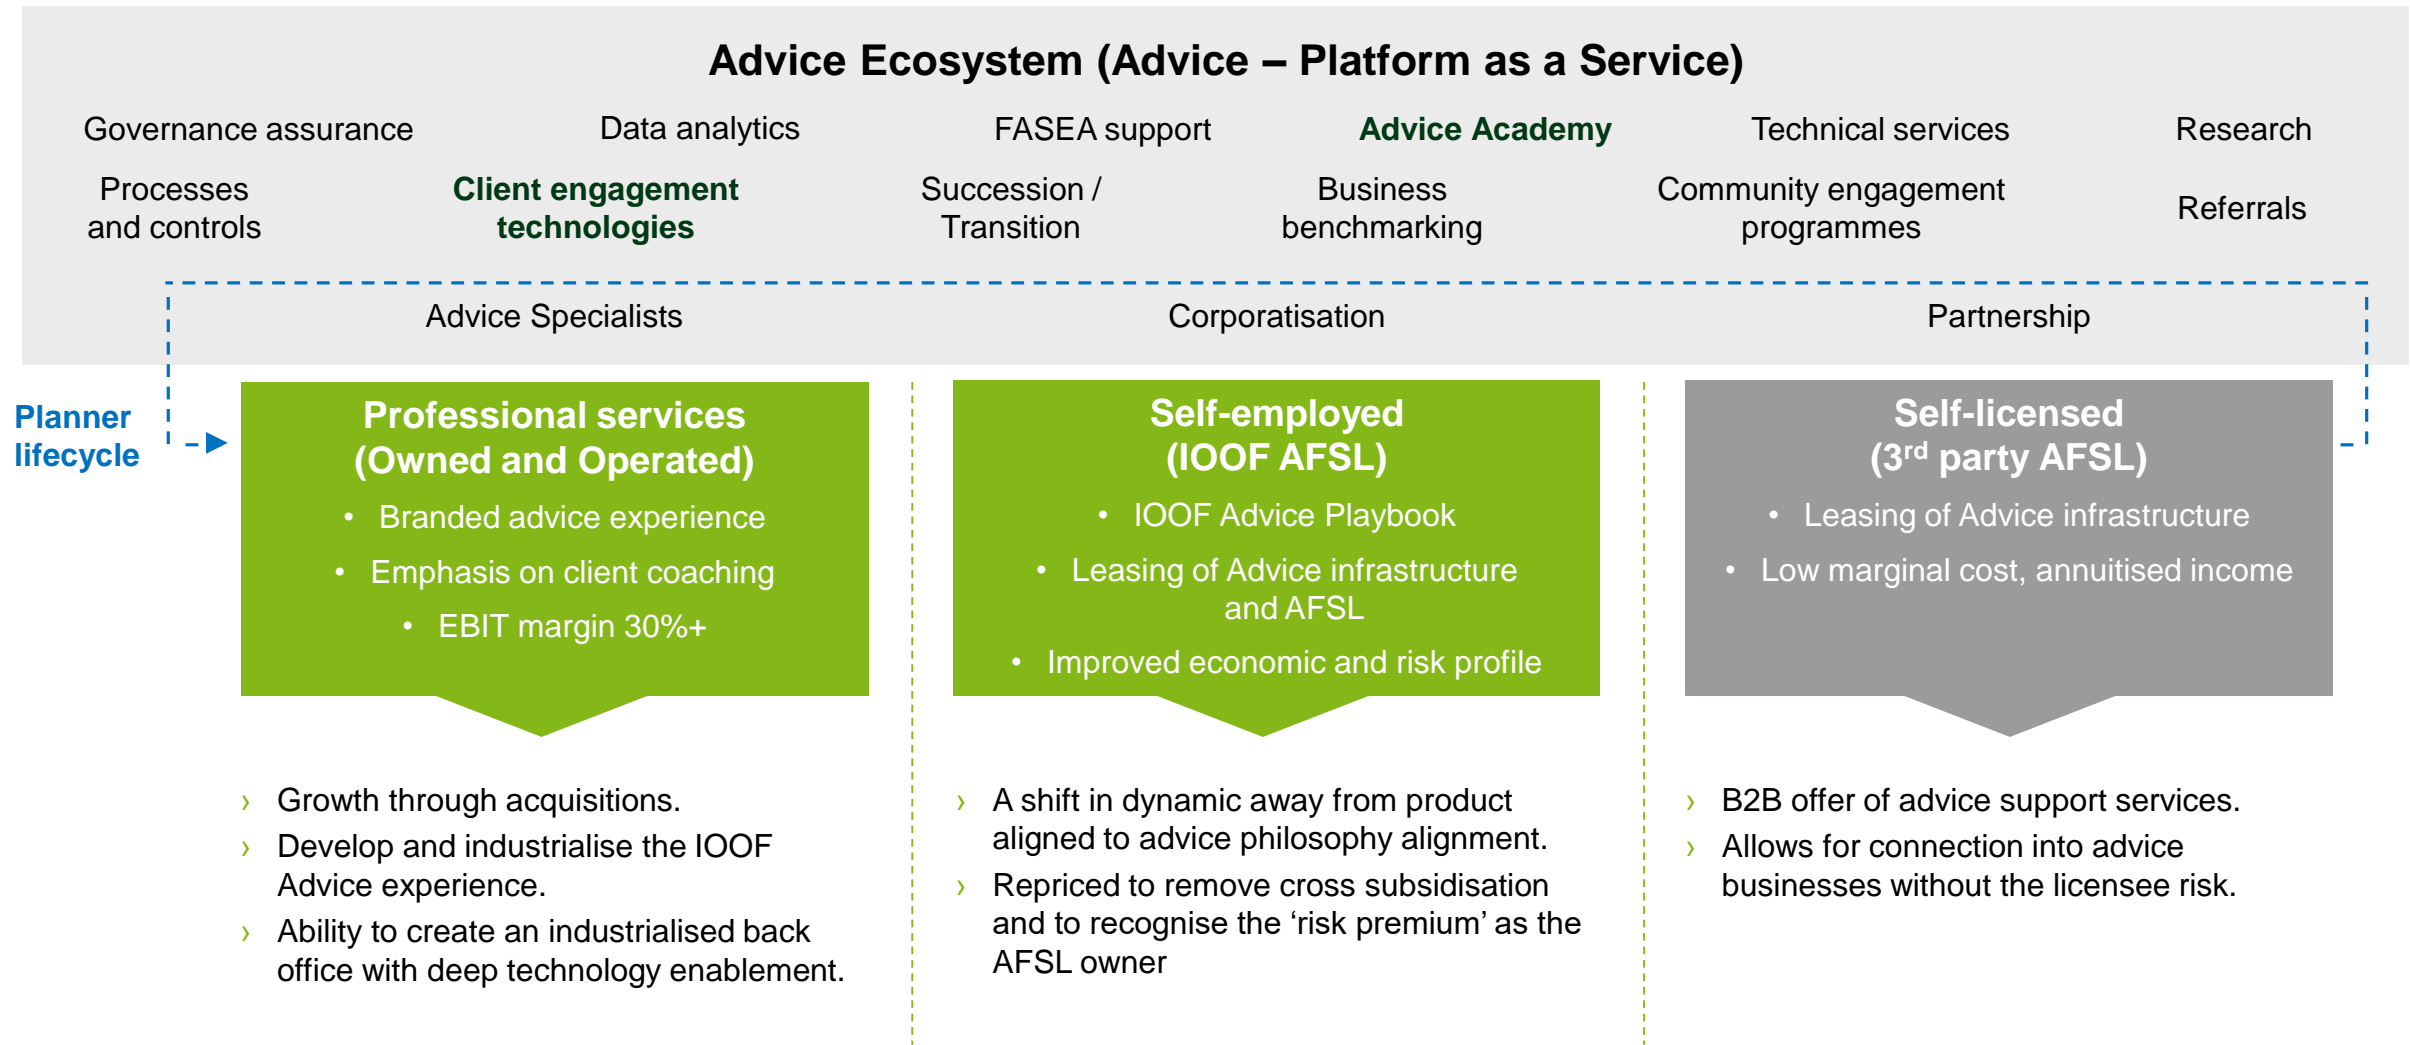 Advice Ecosystem (Advice – Platform as a Service)
Governance assurance
Data analytics
FASEA support
Advice Academy
Technical services
Research
Processes
and controls
Client engagement
technologies
Succession /
Transition
Business
benchmarking
Community engagement
programmes
Referrals
Advice Specialists
Corporatisation
Partnership
Planner
lifecycle
Professional services
(Owned and Operated)
• Branded advice experience
• Emphasis on client coaching
• EBIT margin 30%+
Self-employed
(IOOF AFSL)
• IOOF Advice Playbook
• Leasing of Advice infrastructure
and AFSL
• Improved economic and risk profile
Self-licensed
(3rd party AFSL)
• Leasing of Advice infrastructure
• Low marginal cost, annuitised income
› Growth through acquisitions.
› Develop and industrialise the IOOF
Advice experience.
› Ability to create an industrialised back
office with deep technology enablement.
› A shift in dynamic away from product
aligned to advice philosophy alignment.
› Repriced to remove cross subsidisation
and to recognise the ‘risk premium’ as the
AFSL owner
› B2B offer of advice support services.
› Allows for connection into advice
businesses without the licensee risk.